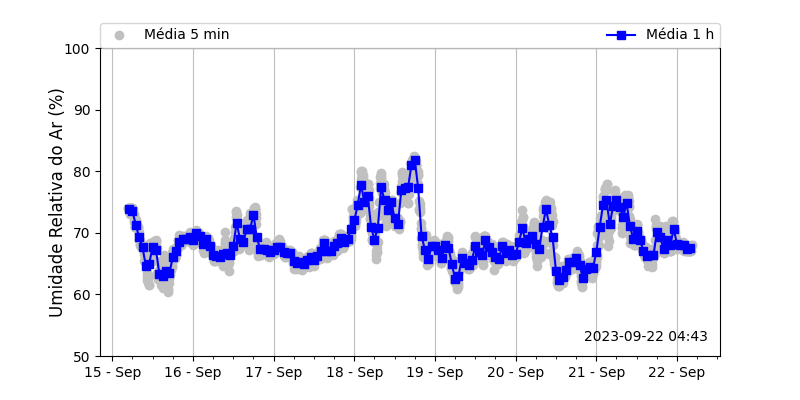 Média 5 min
Média 1 h
Umidade Relativa do Ar (%)
100
90
80
70
60
50
2023-09-22 04:43
15 - Sep
16 - Sep
17 - Sep
18 - Sep
19 - Sep
20 - Sep
21 - Sep
22 - Sep